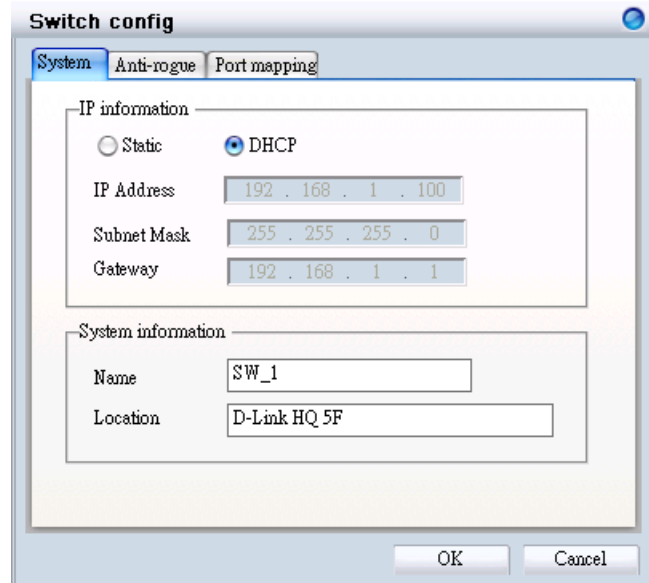 Switch config
System Anti-rogue Port mapping
IP information
Static DHCP
IP Address 192 . 168 . 1 . 100
Subnet Mask 255 . 255 . 255 . 0
Gateway 192 . 168 . 1 . 1
System information
Name SW_1
Location D-Link HQ 5F
OK Cancel